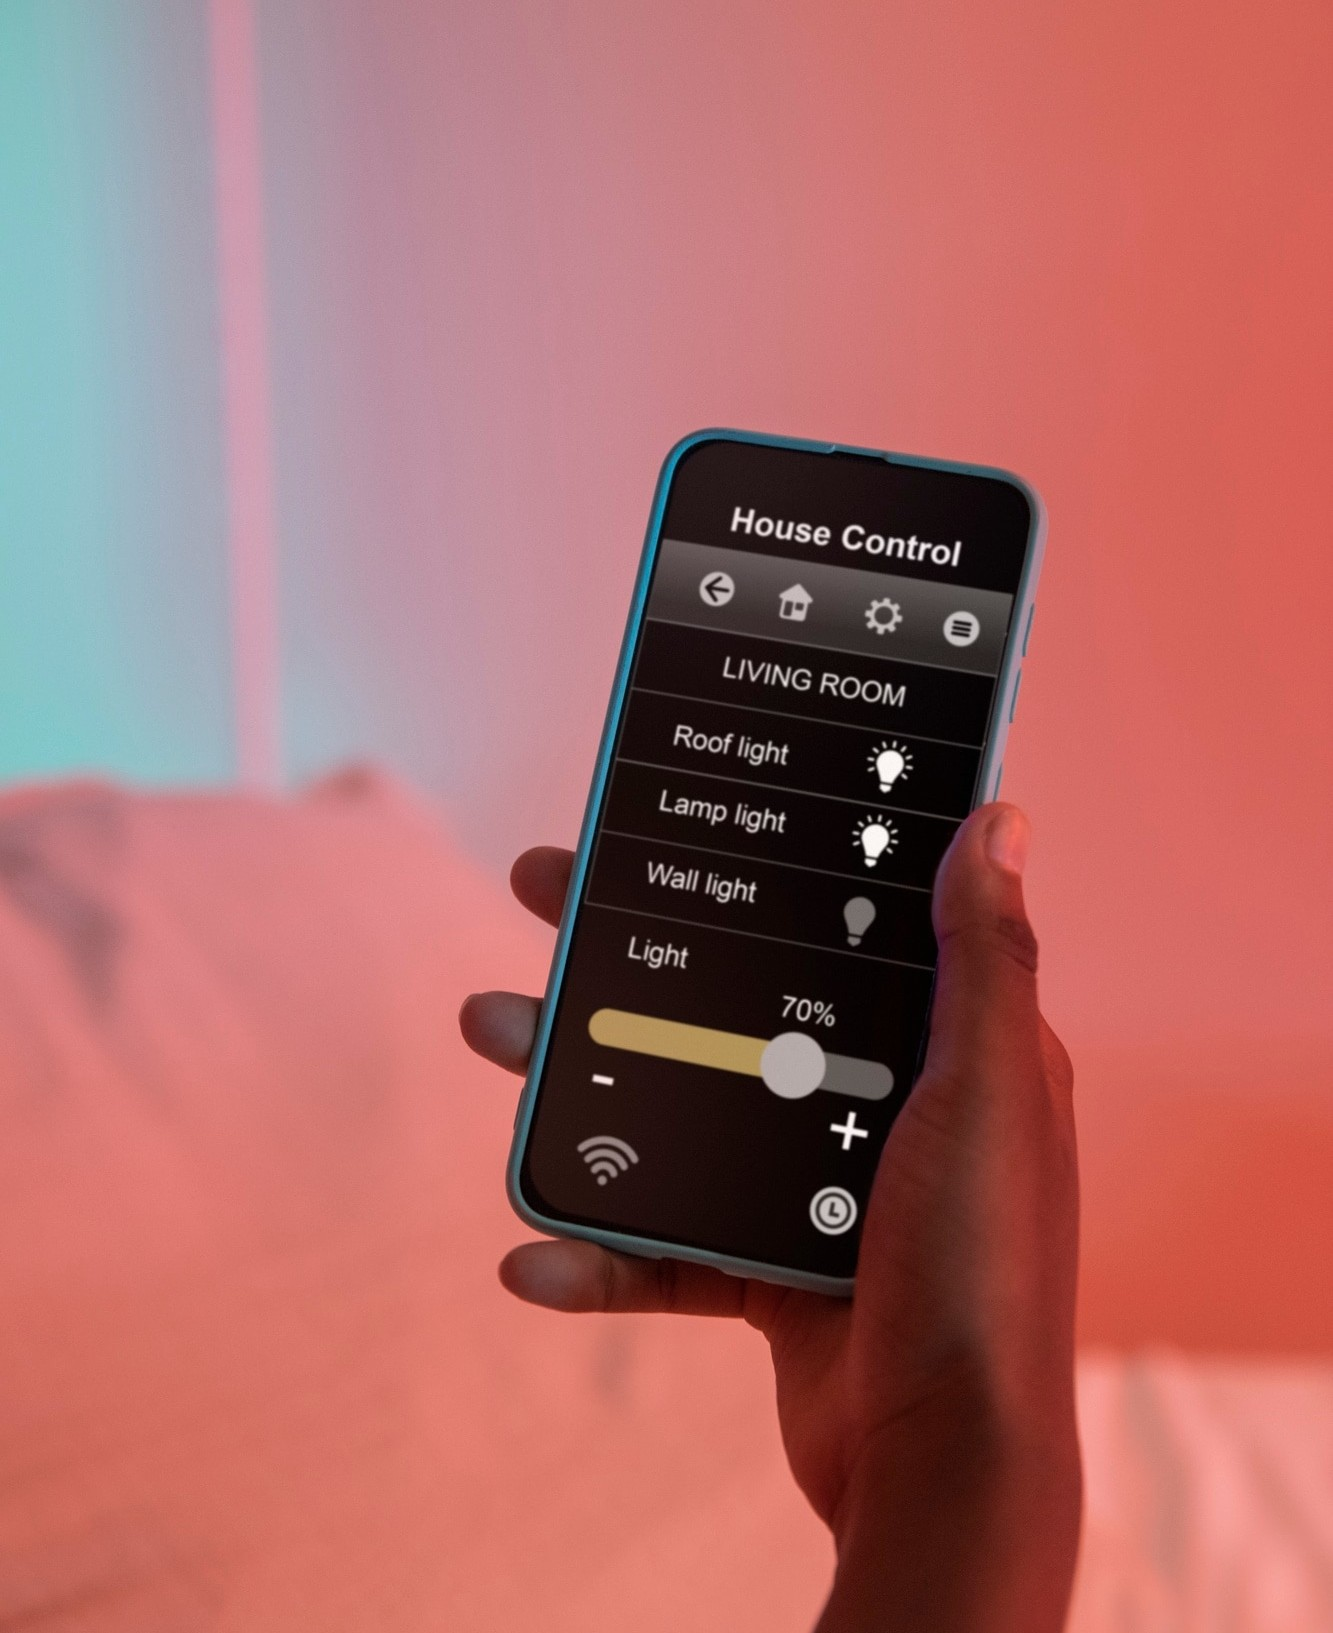 House Control
LIVING ROOM
Roof light
Lamp light
Wall light
Light
70%
-
+